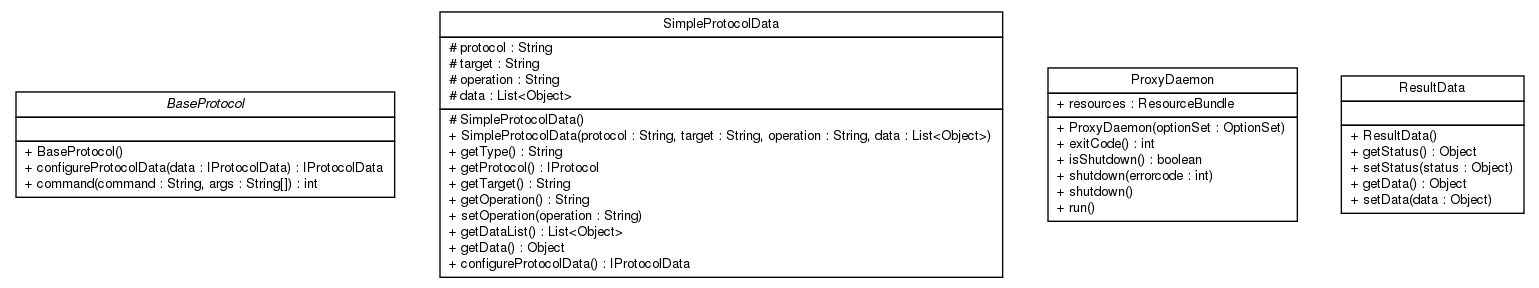 BaseProtocol
+ BaseProtocol()
+ configureProtocolData(data : IProtocolData) : IProtocolData
+ command(command : String, args : String[]) : int
SimpleProtocolData
# protocol : String
# target : String
# operation : String
# data : List<Object>
# SimpleProtocolData()
+ SimpleProtocolData(protocol : String, target : String, operation : String, data : List<Object>)
+ getType() : String
+ getProtocol() : IProtocol
+ getTarget() : String
+ getOperation() : String
+ setOperation(operation : String)
+ getDataList() : List<Object>
+ getData() : Object
+ configureProtocolData() : IProtocolData
ProxyDaemon
+ resources : ResourceBundle
+ ProxyDaemon(optionSet : OptionSet)
+ exitCode() : int
+ isShutdown() : boolean
+ shutdown(errorcode : int)
+ shutdown()
+ run()
ResultData
+ ResultData()
+ getStatus() : Object
+ setStatus(status : Object)
+ getData() : Object
+ setData(data : Object)